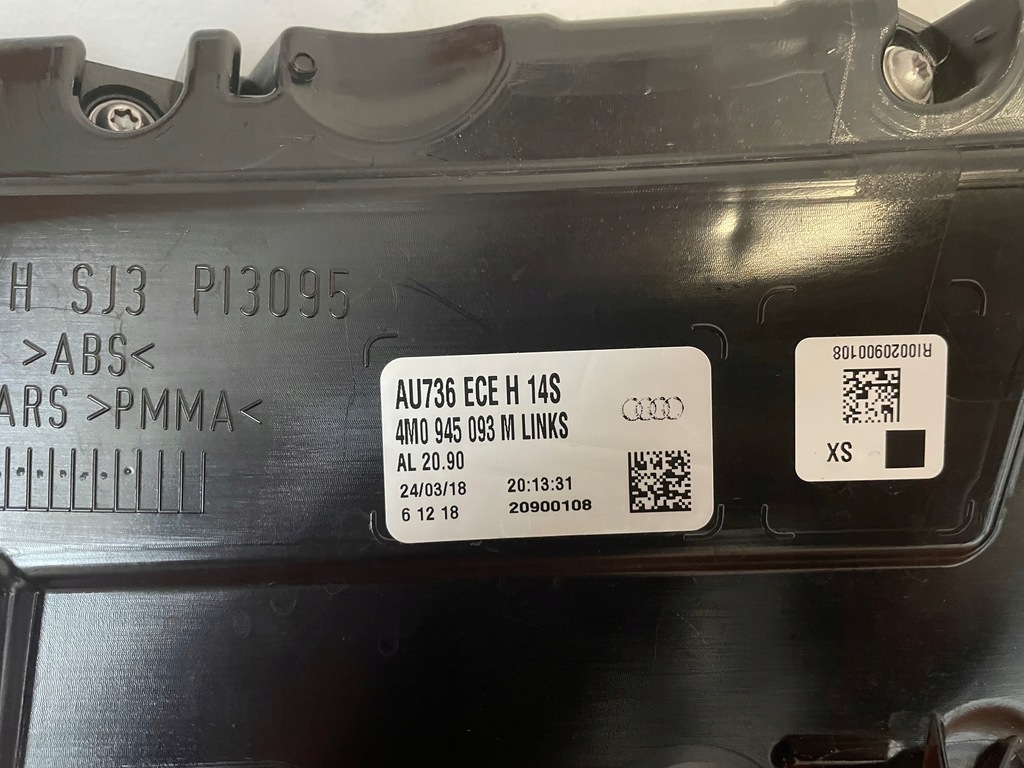 H SJ3 PI3095
>ABS<
ARS >PMMA<
AU736 ECE H 14S
4M0 945 093 M LINKS
AL 20.90
24/03/18 20:13:31
6 12 18 20900108
RI0020900108
SX